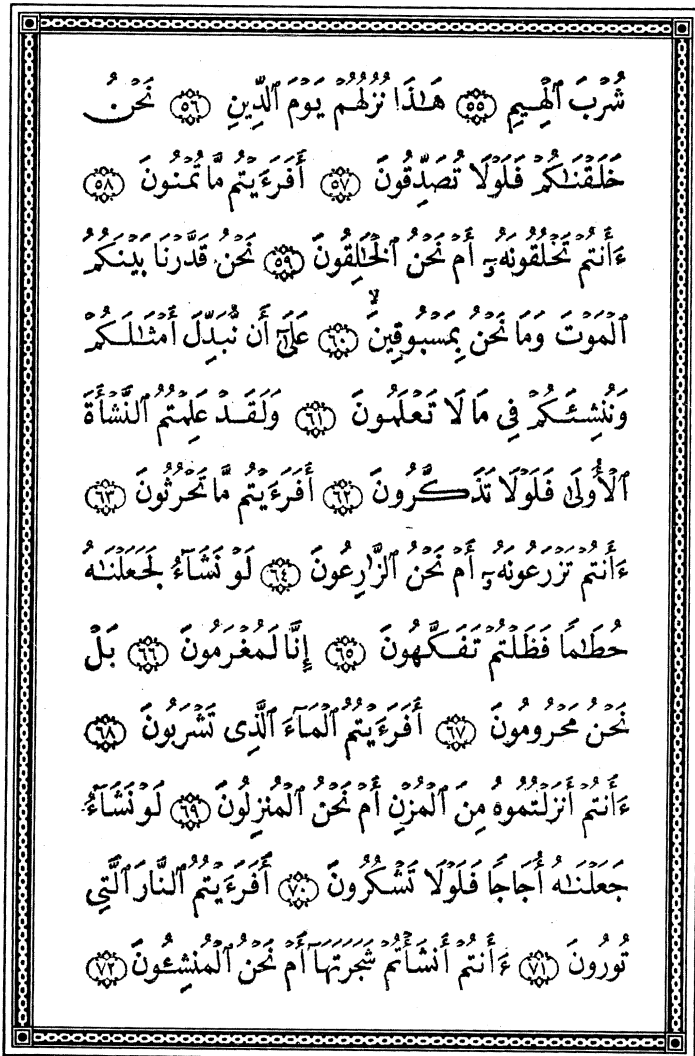 شُرْبَ ٱلْهِيمِ ﴿٥٥﴾ هَٰذَا نُزُلُهُمْ يَوْمَ ٱلدِّينِ ﴿٥٦﴾ نَحْنُ
خَلَقْنَٰكُمْ فَلَوْلَا تُصَدِّقُونَ ﴿٥٧﴾ أَفَرَءَيْتُم مَّا تُمْنُونَ ﴿٥٨﴾
ءَأَنتُمْ تَخْلُقُونَهُۥٓ أَمْ نَحْنُ ٱلْخَٰلِقُونَ ﴿٥٩﴾ نَحْنُ قَدَّرْنَا بَيْنَكُمُ
ٱلْمَوْتَ وَمَا نَحْنُ بِمَسْبُوقِينَۙ ﴿٦٠﴾ عَلَىٰٓ أَن نُّبَدِّلَ أَمْثَٰلَكُمْ
وَنُنشِئَكُمْ فِي مَا لَا تَعْلَمُونَ ﴿٦١﴾ وَلَقَدْ عَلِمْتُمُ ٱلنَّشْأَةَ
ٱلْأُولَىٰ فَلَوْلَا تَذَكَّرُونَ ﴿٦٢﴾ أَفَرَءَيْتُم مَّا تَحْرُثُونَ ﴿٦٣﴾
ءَأَنتُمْ تَزْرَعُونَهُۥٓ أَمْ نَحْنُ ٱلزَّٰرِعُونَ ﴿٦٤﴾ لَوْ نَشَآءُ لَجَعَلْنَٰهُ
حُطَٰمًا فَظَلْتُمْ تَفَكَّهُونَ ﴿٦٥﴾ إِنَّا لَمُغْرَمُونَ ﴿٦٦﴾ بَلْ
نَحْنُ مَحْرُومُونَ ﴿٦٧﴾ أَفَرَءَيْتُمُ ٱلْمَآءَ ٱلَّذِى تَشْرَبُونَ ﴿٦٨﴾
ءَأَنتُمْ أَنزَلْتُمُوهُ مِنَ ٱلْمُزْنِ أَمْ نَحْنُ ٱلْمُنزِلُونَ ﴿٦٩﴾ لَوْ نَشَآءُ
جَعَلْنَٰهُ أُجَاجًا فَلَوْلَا تَشْكُرُونَ ﴿٧٠﴾ أَفَرَءَيْتُمُ ٱلنَّارَ ٱلَّتِي
تُورُونَ ﴿٧١﴾ ءَأَنتُمْ أَنشَأْتُمْ شَجَرَتَهَآ أَمْ نَحْنُ ٱلْمُنشِئُونَ ﴿٧٢﴾